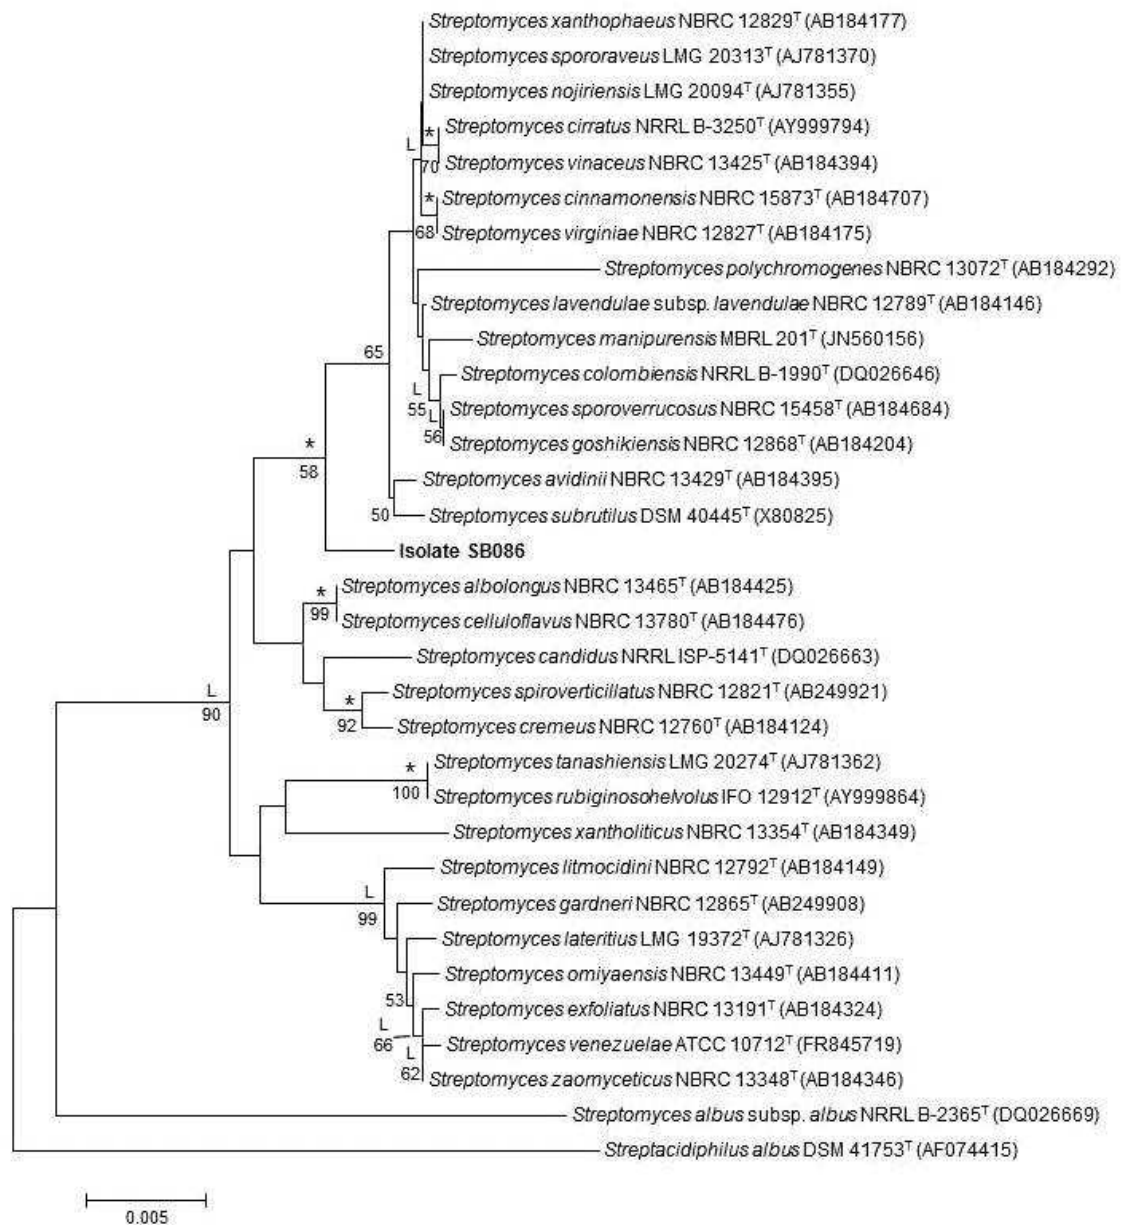 Streptomyces xanthophaeus NBRC 12829T (AB184177)
Streptomyces spororaveus LMG 20313T (AJ781370)
Streptomyces nojiriensis LMG 20094T (AJ781355)
* Streptomyces cirratus NRRL B-3250T (AY999794)
L
70 Streptomyces vinaceus NBRC 13425T (AB184394)
* Streptomyces cinnamonensis NBRC 15873T (AB184707)
68 Streptomyces virginiae NBRC 12827T (AB184175)
Streptomyces polychromogenes NBRC 13072T (AB184292)
Streptomyces lavendulae subsp. lavendulae NBRC 12789T (AB184146)
Streptomyces manipurensis MBRL 201T (JN560156)
65
Streptomyces colombiensis NRRL B-1990T (DQ026646)
L
55 L Streptomyces sporoverrucosus NBRC 15458T (AB184684)
56 Streptomyces goshikiensis NBRC 12868T (AB184204)
*
58
Streptomyces avidinii NBRC 13429T (AB184395)
50 Streptomyces subrutilus DSM 40445T (X80825)
Isolate SB086
* Streptomyces albolongus NBRC 13465T (AB184425)
99 Streptomyces celluloflavus NBRC 13780T (AB184476)
Streptomyces candidus NRRL ISP-5141T (DQ026663)
L * Streptomyces spiroverticillatus NBRC 12821T (AB249921)
90 92 Streptomyces cremeus NBRC 12760T (AB184124)
* Streptomyces tanashiensis LMG 20274T (AJ781362)
100 Streptomyces rubiginosohelvolus IFO 12912T (AY999864)
Streptomyces xantholiticus NBRC 13354T (AB184349)
Streptomyces litmocidini NBRC 12792T (AB184149)
L
99 Streptomyces gardneri NBRC 12865T (AB249908)
Streptomyces lateritius LMG 19372T (AJ781326)
Streptomyces omiyaensis NBRC 13449T (AB184411)
53 Streptomyces exfoliatus NBRC 13191T (AB184324)
L
66 L Streptomyces venezuelae ATCC 10712T (FR845719)
62 Streptomyces zaomyceticus NBRC 13348T (AB184346)
Streptomyces albus subsp. albus NRRL B-2365T (DQ026669)
Streptacidiphilus albus DSM 41753T (AF074415)
0.005